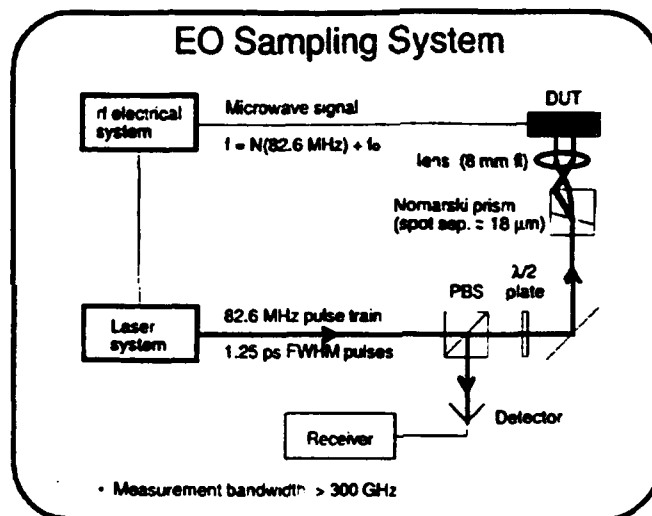 EO Sampling System
rf electrical
system
Microwave signal
f = N(82.6 MHz) + fo
DUT
lens (8 mm fl)
Nomarski prism
(spot sep. = 18 μm)
λ/2
plate
PBS
Laser
system
82.6 MHz pulse train
1.25 ps FWHM pulses
Detector
Receiver
• Measurement bandwidth > 300 GHz